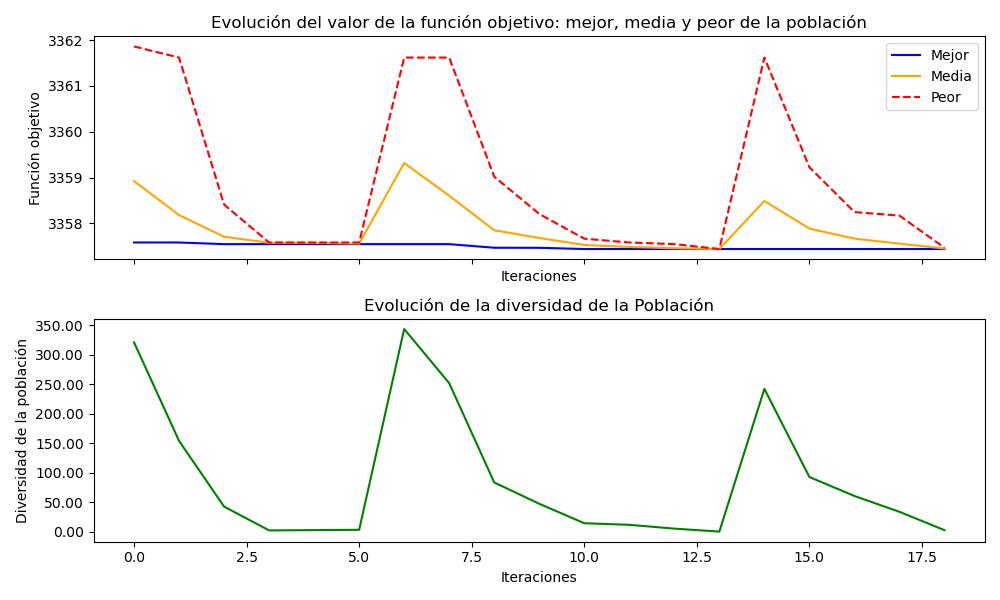 Evolución del valor de la función objetivo: mejor, media y peor de la población
3362
3361
3360
3359
3358
Función objetivo
Mejor
Media
Peor
Iteraciones
Evolución de la diversidad de la Población
350.00
300.00
250.00
200.00
150.00
100.00
50.00
0.00
Diversidad de la población
0.0 2.5 5.0 7.5 10.0 12.5 15.0 17.5
Iteraciones